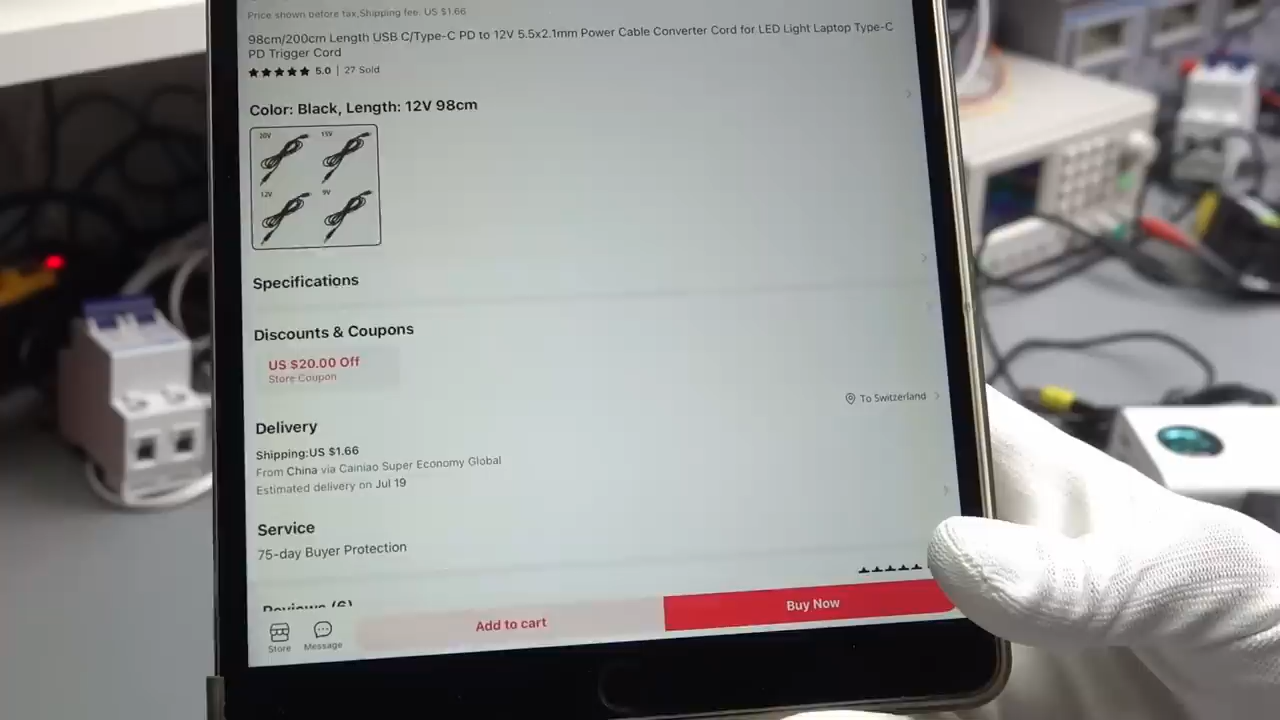 Price shown before tax,Shipping fee: US $1.66
98cm/200cm Length USB C/Type-C PD to 12V 5.5x2.1mm Power Cable Converter Cord for LED Light Laptop Type-C
PD Trigger Cord
5.0 | 27 Sold
Color: Black, Length: 12V 98cm
20V 15V
12V 9V
Specifications
Discounts & Coupons
US $20.00 Off
Store Coupon
To Switzerland
Delivery
Shipping:US $1.66
From China via Cainiao Super Economy Global
Estimated delivery on Jul 19
Service
75-day Buyer Protection
Reviews (6)
Add to cart
Buy Now
Store
Message